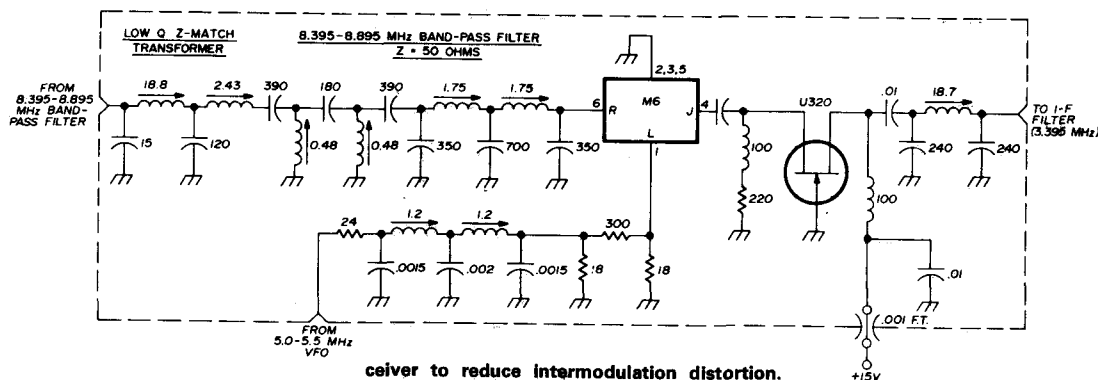 LOW Q Z-MATCH
TRANSFORMER
8.395-8.895 MHz BAND-PASS FILTER
Z = 50 OHMS
FROM
8.395-8.895
MHz BAND-
PASS FILTER
18.8
2.43
390
180
390
1.75
1.75
15
120
0.48
0.48
350
700
350
2,3,5
6
R
M6
J
4
L
1
U320
.01
18.7
TO I-F
FILTER
(3.395 MHz)
240
240
100
220
100
.01
24
1.2
1.2
300
.0015
.002
.0015
18
18
FROM
5.0-5.5 MHz
VFO
.001 F.T.
+15V
ceiver to reduce intermodulation distortion.